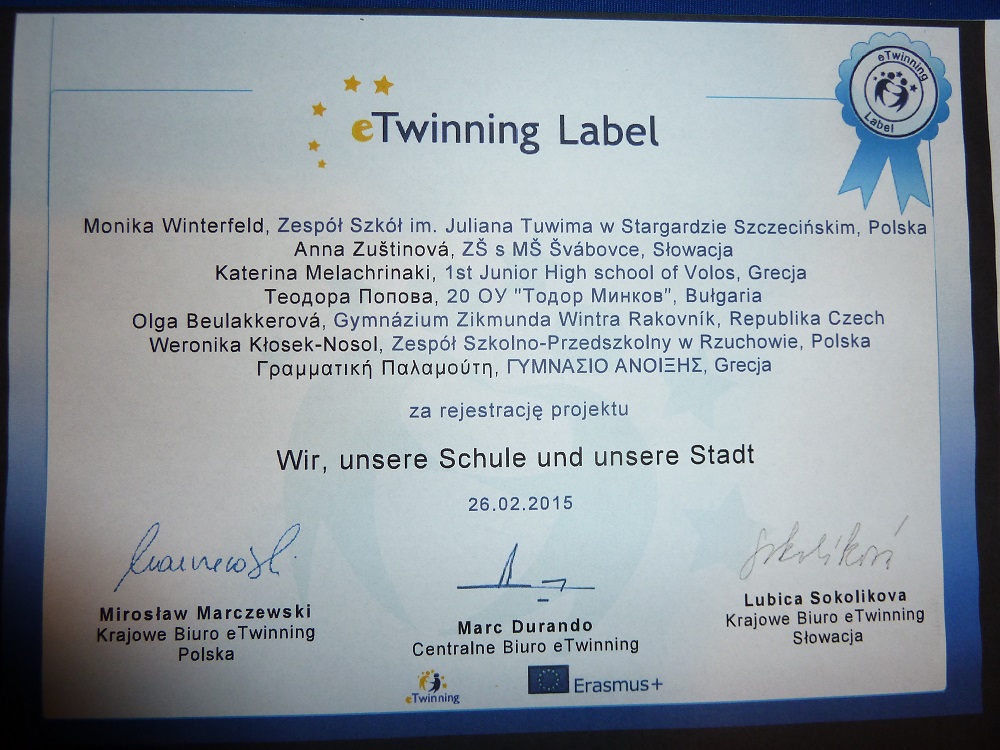 eTwinning Label
eTwinning
Label
Monika Winterfeld, Zespół Szkół im. Juliana Tuwima w Stargardzie Szczecińskim, Polska
Anna Zuštinová, ZŠ s MŠ Švábovce, Słowacja
Katerina Melachrinaki, 1st Junior High school of Volos, Grecja
Теодора Попова, 20 ОУ "Тодор Минков", Bułgaria
Olga Beulakkerová, Gymnázium Zikmunda Wintra Rakovník, Republika Czech
Weronika Kłosek-Nosol, Zespół Szkolno-Przedszkolny w Rzuchowie, Polska
Γραμματική Παλαμούτη, ΓΥΜΝΑΣΙΟ ΑΝΟΙΞΗΣ, Grecja
za rejestrację projektu
Wir, unsere Schule und unsere Stadt
26.02.2015
Mirosław Marczewski
Krajowe Biuro eTwinning
Polska
Marc Durando
Centralne Biuro eTwinning
Lubica Sokolikova
Krajowe Biuro eTwinning
Słowacja
eTwinning
Erasmus+